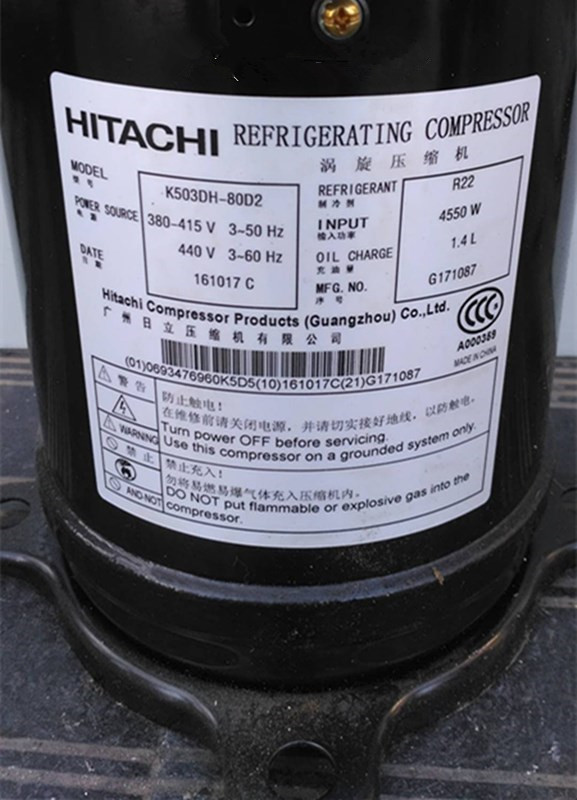 HITACHI REFRIGERATING COMPRESSOR
涡旋压缩机
MODEL K503DH-80D2
型号
POWER SOURCE 380-415 V 3~50 Hz
电源 440 V 3~60 Hz
DATE 161017 C
日期
REFRIGERANT R22
制冷剂
INPUT 4550 W
输入功率
OIL CHARGE 1.4 L
充油量
MFG. NO. G171087
序号
Hitachi Compressor Products (Guangzhou) Co.,Ltd.
广州日立压缩机有限公司
CCC
A000369
MADE IN CHINA
(01)0693476960K5D5(10)161017C(21)G171087
警告
WARNING
防止触电!
在维修前请关闭电源，并请切实接好地线，以防触电。
Turn power OFF before servicing.
Use this compressor on a grounded system only.
禁止
AND-NOT
禁止充入!
勿将易燃易爆气体充入压缩机内。
DO NOT put flammable or explosive gas into the
compressor.